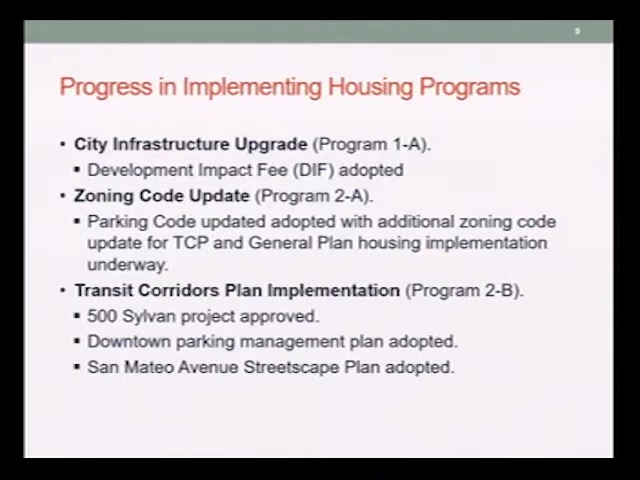 9
Progress in Implementing Housing Programs
• City Infrastructure Upgrade (Program 1-A).
▪ Development Impact Fee (DIF) adopted
• Zoning Code Update (Program 2-A).
▪ Parking Code updated adopted with additional zoning code
update for TCP and General Plan housing implementation
underway.
• Transit Corridors Plan Implementation (Program 2-B).
▪ 500 Sylvan project approved.
▪ Downtown parking management plan adopted.
▪ San Mateo Avenue Streetscape Plan adopted.